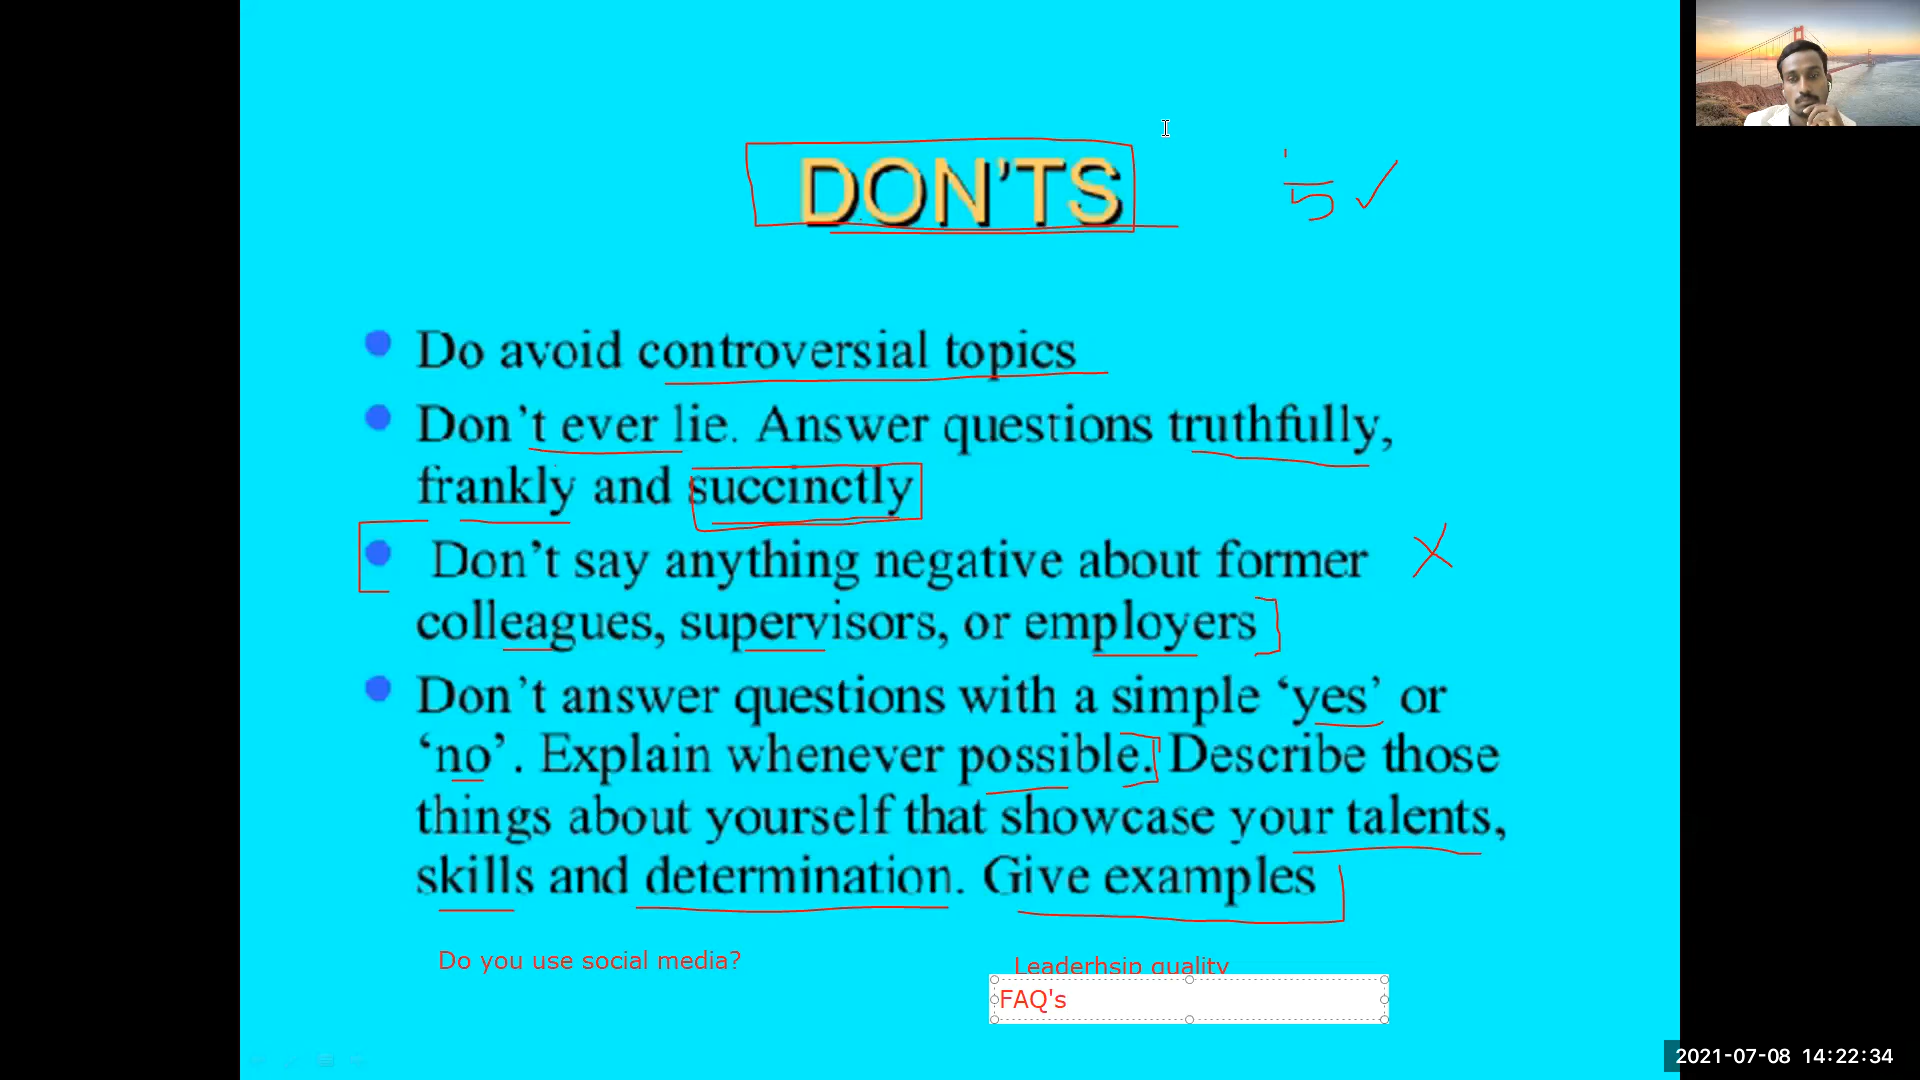 DON'TS
5
Do avoid controversial topics
Don't ever lie. Answer questions truthfully,
frankly and succinctly
Don't say anything negative about former
colleagues, supervisors, or employers
Don't answer questions with a simple ‘yes’ or
‘no’. Explain whenever possible. Describe those
things about yourself that showcase your talents,
skills and determination. Give examples
Do you use social media?
Leaderhsip quality
FAQ's
2021-07-08 14:22:34